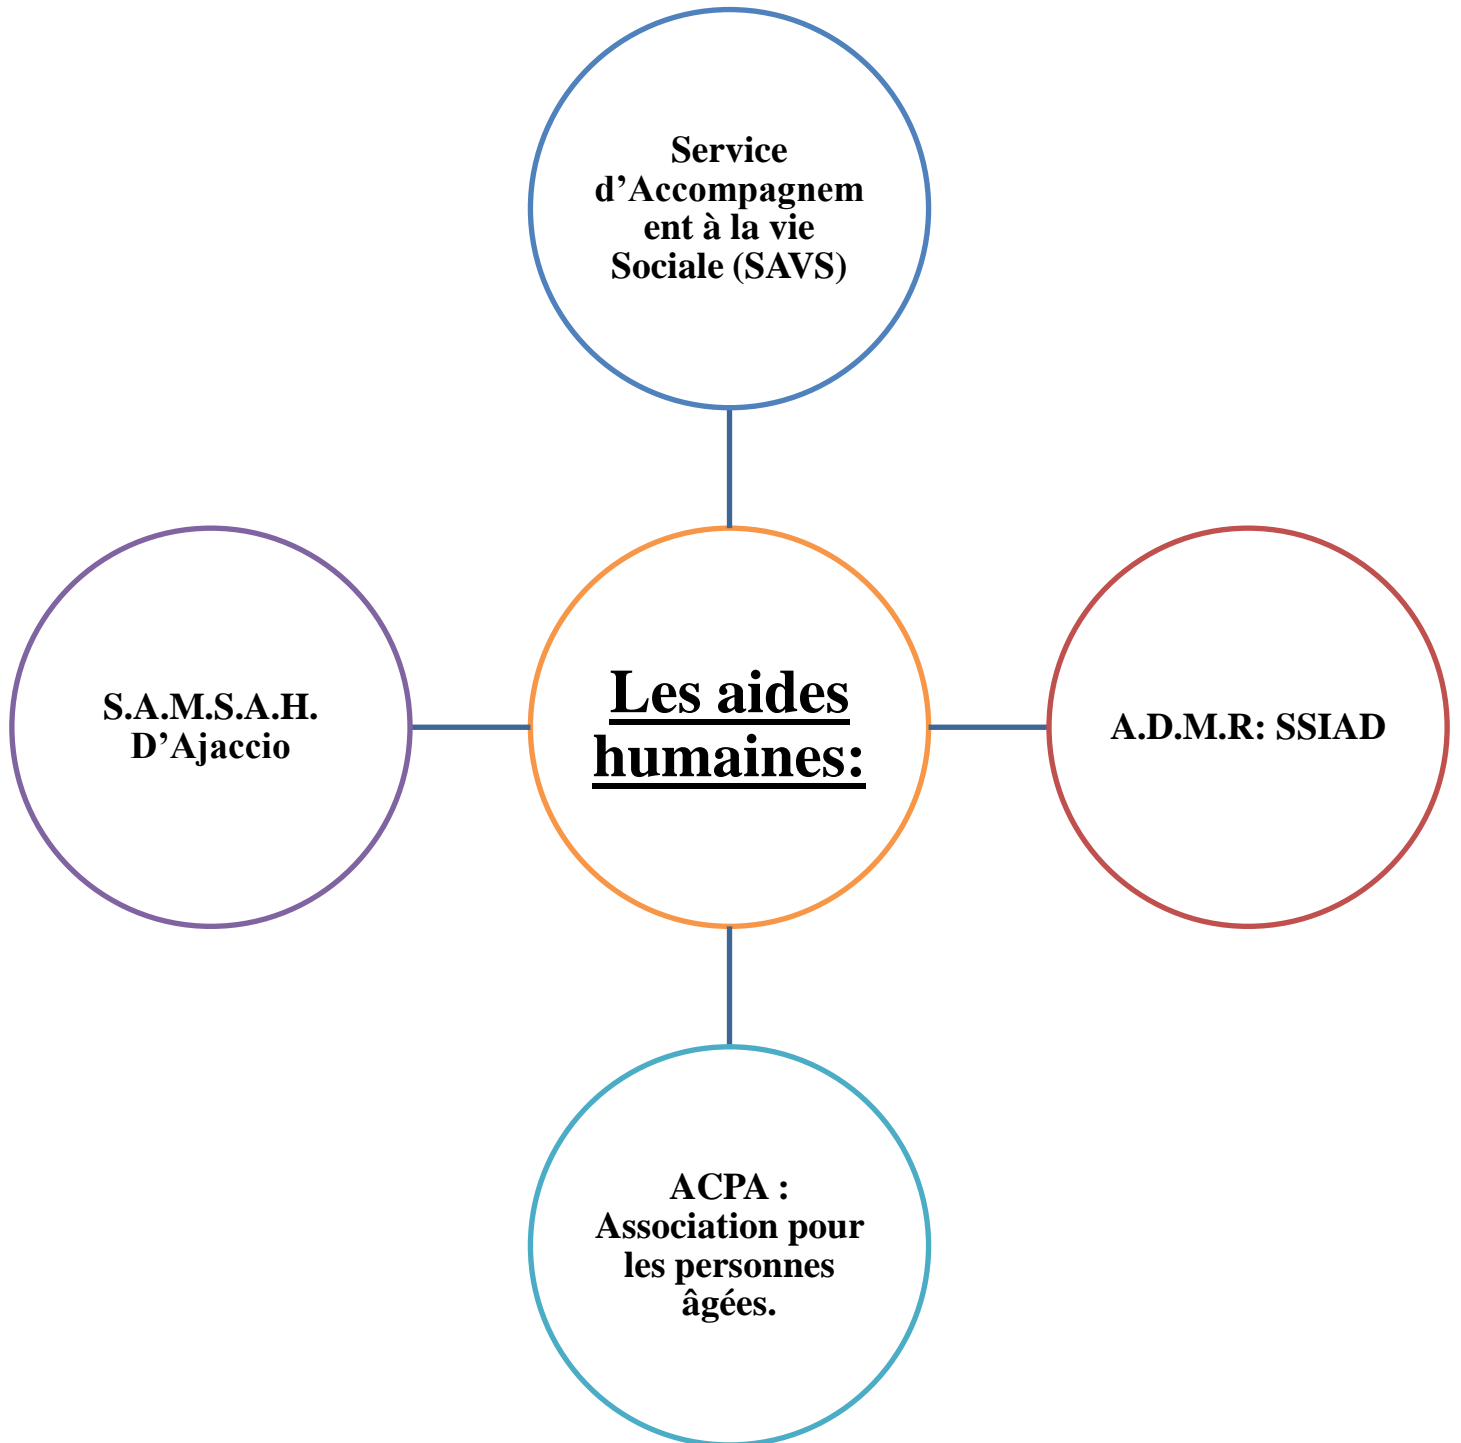 Service
d’Accompagnem
ent à la vie
Sociale (SAVS)
S.A.M.S.A.H.
D’Ajaccio
Les aides
humaines:
A.D.M.R: SSIAD
ACPA :
Association pour
les personnes
âgées.